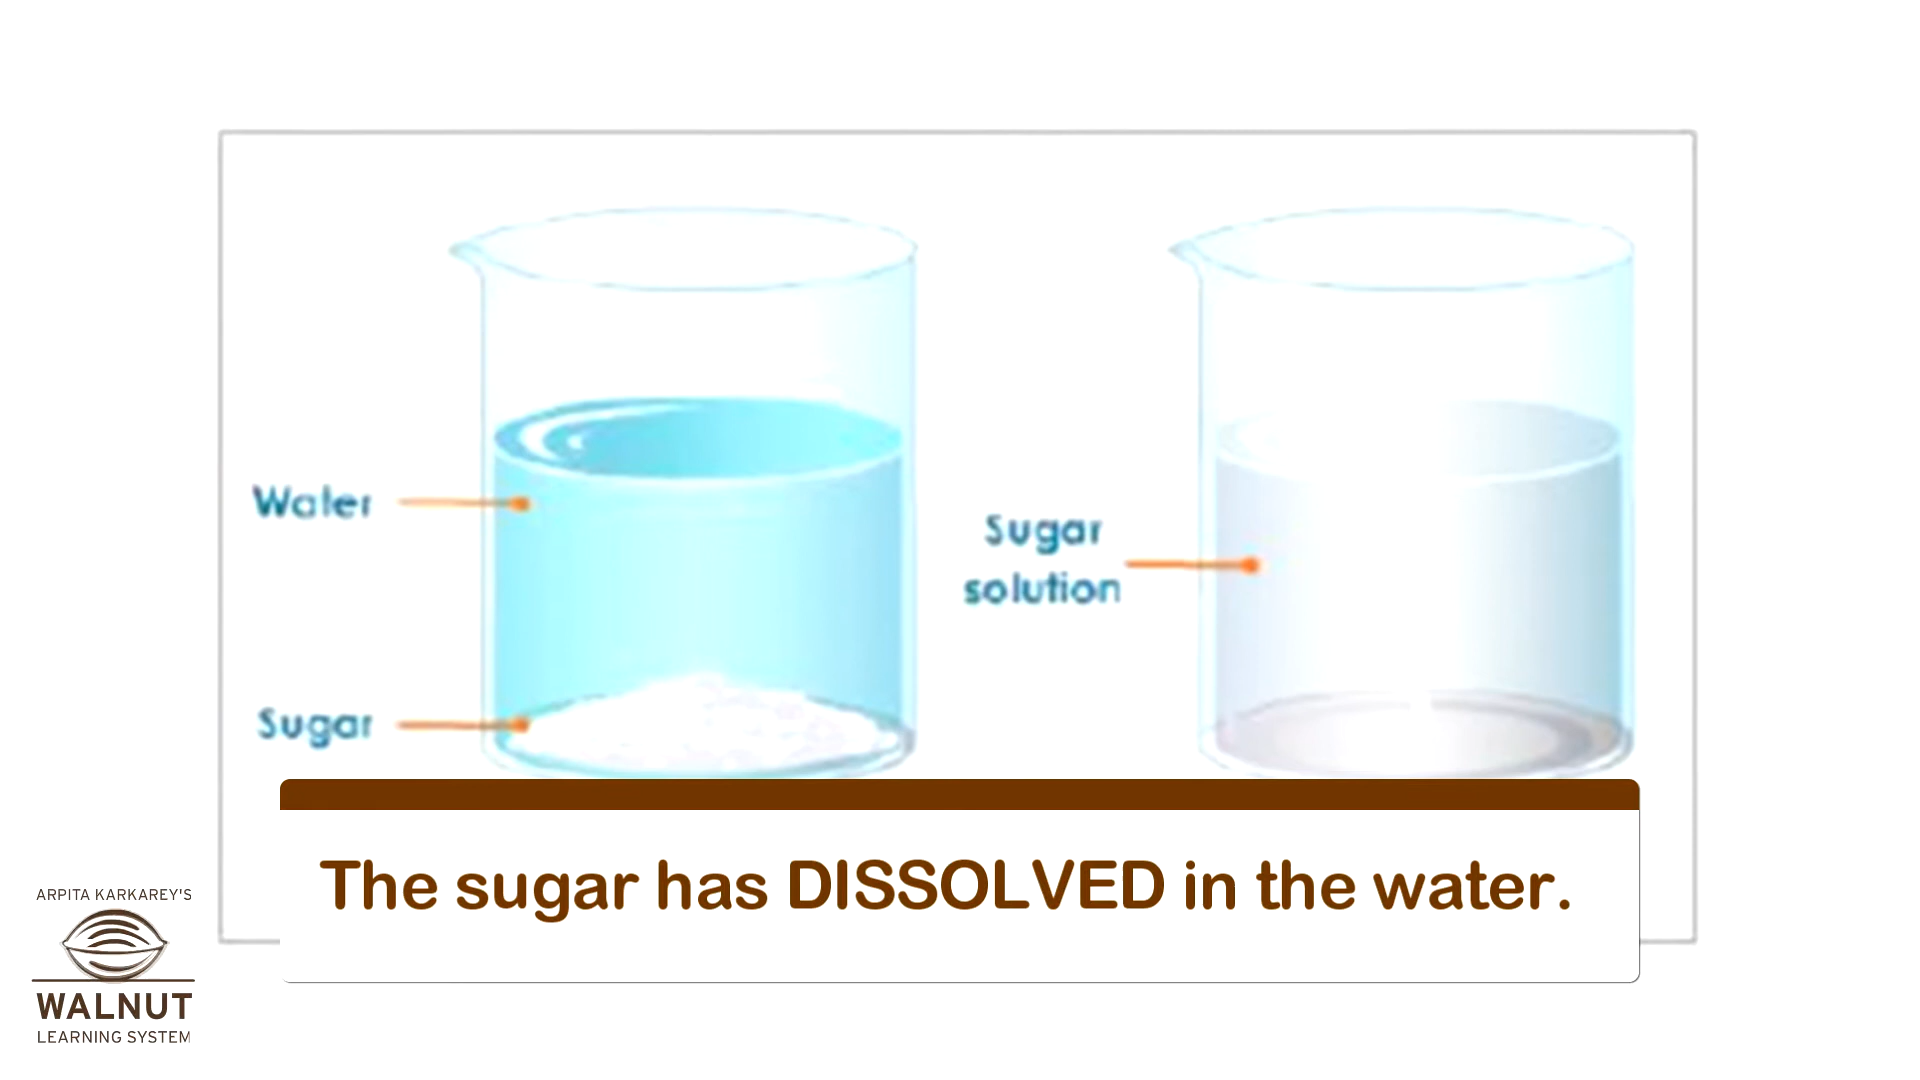 Water
Sugar
Sugar
solution
The sugar has DISSOLVED in the water.
ARPITA KARKAREY'S
WALNUT
LEARNING SYSTEM